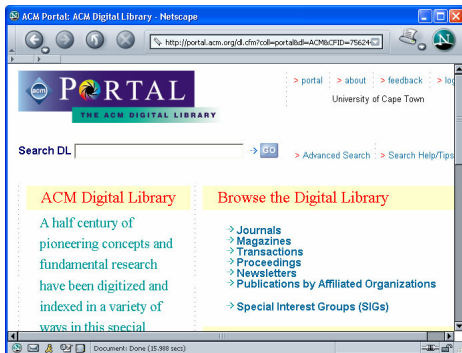 ACM Portal: ACM Digital Library - Netscape
http://portal.acm.org/dl.cfm?coll=portal&dl=ACM&CFID=75624
acm PORTAL
THE ACM DIGITAL LIBRARY
> portal > about > feedback > log
University of Cape Town
Search DL GO
> Advanced Search > Search Help/Tips
ACM Digital Library
A half century of
pioneering concepts and
fundamental research
have been digitized and
indexed in a variety of
ways in this special
Browse the Digital Library
Journals
Magazines
Transactions
Proceedings
Newsletters
Publications by Affiliated Organizations
Special Interest Groups (SIGs)
Document: Done (15.988 secs)